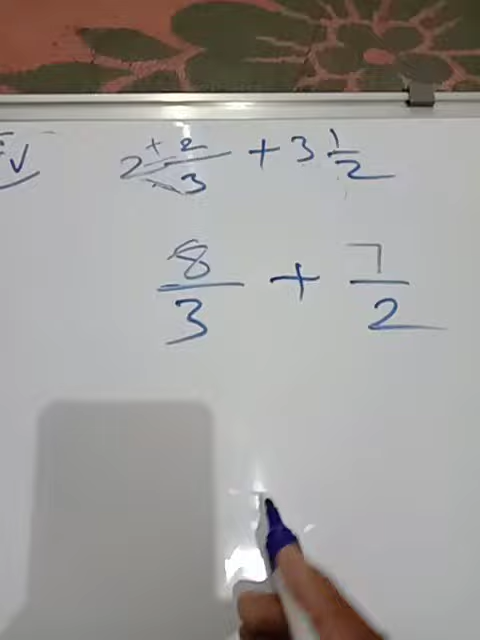 2 2/3 + 3 1/2
8/3 + 7/2